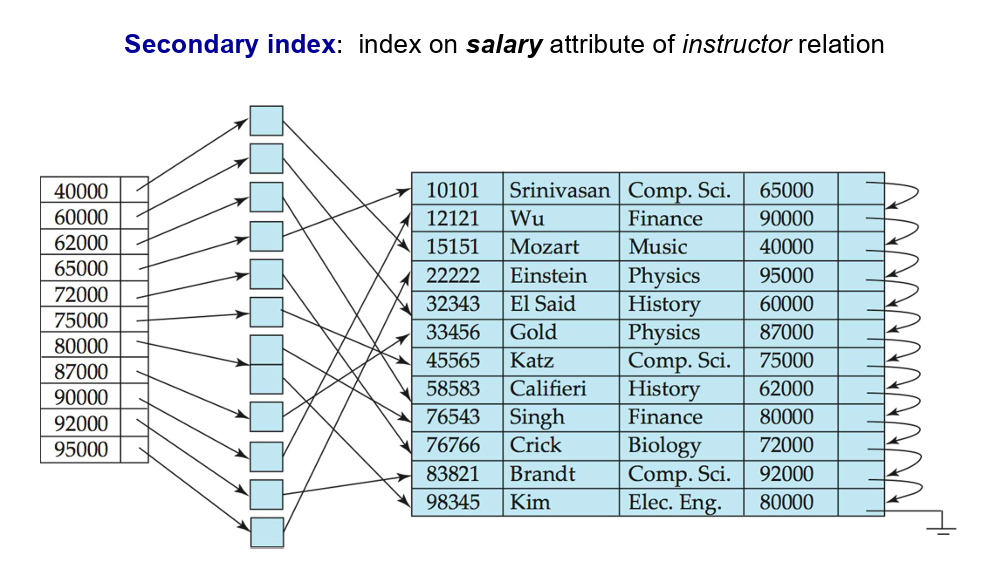 Secondary index: index on salary attribute of instructor relation
40000
60000
62000
65000
72000
75000
80000
87000
90000
92000
95000
10101 Srinivasan Comp. Sci. 65000
12121 Wu Finance 90000
15151 Mozart Music 40000
22222 Einstein Physics 95000
32343 El Said History 60000
33456 Gold Physics 87000
45565 Katz Comp. Sci. 75000
58583 Califieri History 62000
76543 Singh Finance 80000
76766 Crick Biology 72000
83821 Brandt Comp. Sci. 92000
98345 Kim Elec. Eng. 80000